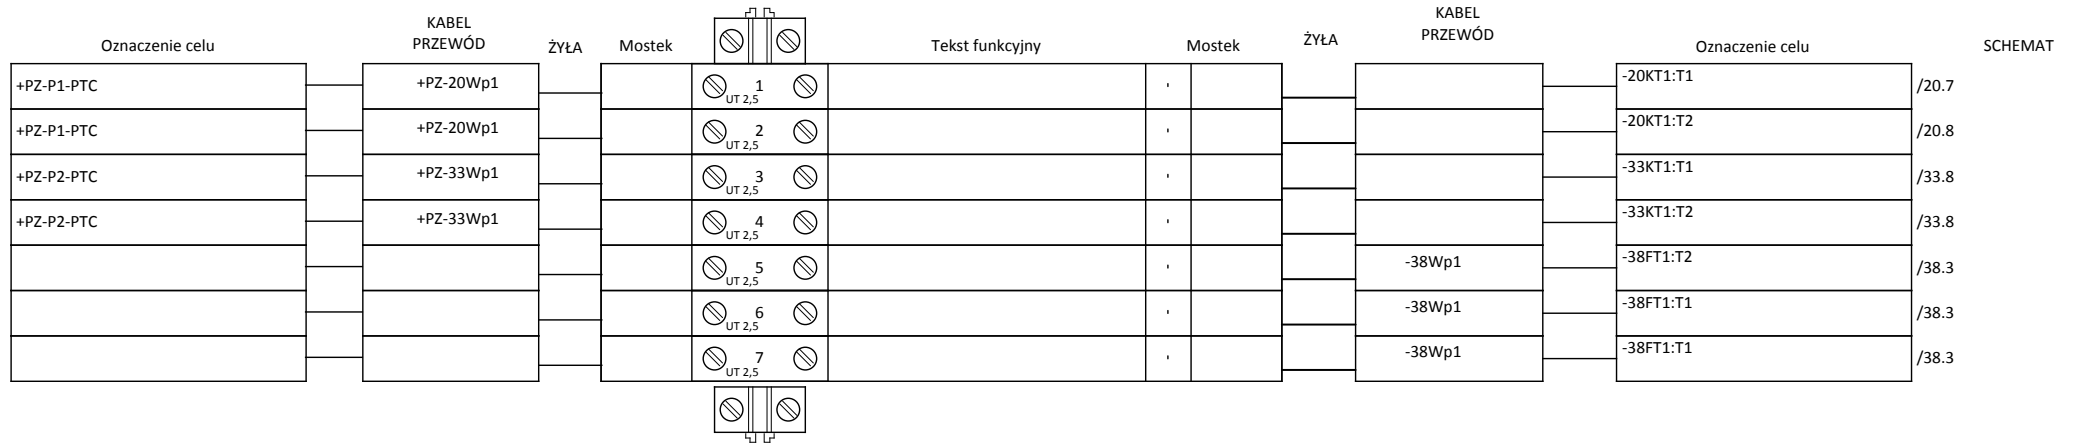 Oznaczenie celu KABEL PRZEWÓD ŻYŁA Mostek Tekst funkcyjny Mostek ŻYŁA KABEL PRZEWÓD Oznaczenie celu SCHEMAT
+PZ-P1-PTC +PZ-20Wp1 1 UT 2,5 -20KT1:T1 /20.7
+PZ-P1-PTC +PZ-20Wp1 2 UT 2,5 -20KT1:T2 /20.8
+PZ-P2-PTC +PZ-33Wp1 3 UT 2,5 -33KT1:T1 /33.8
+PZ-P2-PTC +PZ-33Wp1 4 UT 2,5 -33KT1:T2 /33.8
5 UT 2,5 -38Wp1 -38FT1:T2 /38.3
6 UT 2,5 -38Wp1 -38FT1:T1 /38.3
7 UT 2,5 -38Wp1 -38FT1:T1 /38.3